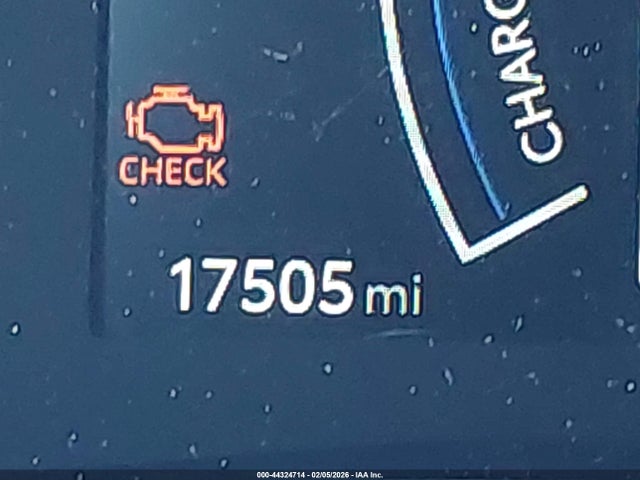 CHARG
CHECK
17505 mi
000-44324714 - 02/05/2026 - IAA Inc.